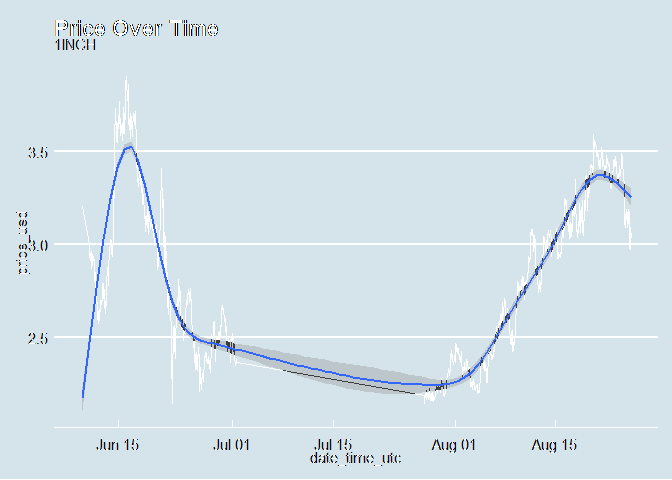 Price Over Time
1INCH
3.5
3.0
2.5
price_usd
Jun 15
Jul 01
Jul 15
Aug 01
Aug 15
date_time_utc